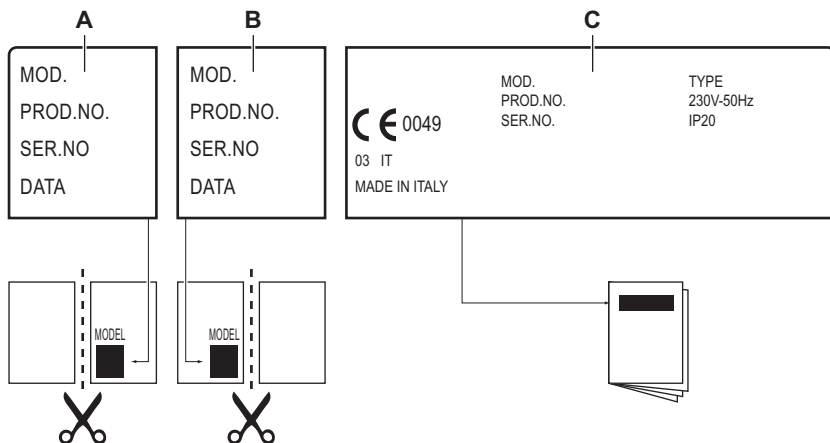 A
B
C
MOD.
PROD.NO.
SER.NO
DATA
MOD.
PROD.NO.
SER.NO
DATA
MOD.
PROD.NO.
SER.NO.
TYPE
230V-50Hz
IP20
CE 0049
03 IT
MADE IN ITALY
MODEL
MODEL